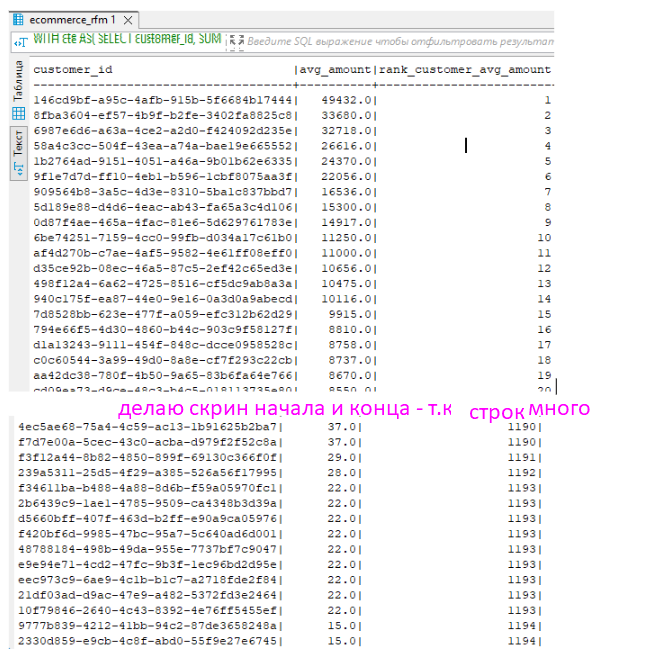 ecommerce_rfm 1
WITH cte AS( SELECT customer_id, SUM Введите SQL выражение чтобы отфильтровать результат
Таблица
Текст
customer_id |avg_amount|rank_customer_avg_amount
146cd9bf-a95c-4afb-915b-5f6684b17444| 49432.0| 1
8fba3604-ef57-4b9f-b2fe-3402fa8825c8| 33680.0| 2
6987e6d6-a63a-4ce2-a2d0-f424092d235e| 32718.0| 3
58a4c3cc-504f-43ea-a74a-bae19e665552| 26616.0| 4
1b2764ad-9151-4051-a46a-9b01b62e6335| 24370.0| 5
9f1e7d7d-ff10-4eb1-b596-1cbf8075aa3f| 22056.0| 6
909564b8-3a5c-4d3e-8310-5ba1c837bbd7| 16536.0| 7
5d189e88-d4d6-4eac-ab43-fa65a3c4d106| 15300.0| 8
0d87f4ae-465a-4fac-81e6-5d629761783e| 14917.0| 9
6be74251-7159-4cc0-99fb-d034a17c61b0| 11250.0| 10
af4d270b-c7ae-4af5-9582-4e61ff08eff0| 11000.0| 11
d35ce92b-08ec-46a5-87c5-2ef42c65ed3e| 10656.0| 12
498f12a4-6a62-4725-8516-cf5dc9ab8a3a| 10475.0| 13
940c175f-ea87-44e0-9e16-0a3d0a9abecd| 10116.0| 14
7d8528bb-623e-477f-a059-efc312b62d29| 9915.0| 15
794e66f5-4d30-4860-b44c-903c9f58127f| 8810.0| 16
d1a13243-9111-454f-848c-dcce0958528c| 8758.0| 17
c0c60544-3a99-49d0-8a8e-cf7f293c22cb| 8737.0| 18
aa42dc38-780f-4b50-9a65-83b6fa64e766| 8670.0| 19
cd09ea73-d9ce-48c3-b4c5-018113735e80| 8550.0| 20
делаю скрин начала и конца - т.к строк много
4ec5ae68-75a4-4c59-ac13-1b91625b2ba7| 37.0| 1190|
f7d7e00a-5cec-43c0-acba-d979f2f52c8a| 37.0| 1190|
f3f12a44-8b82-4850-899f-69130c366f0f| 29.0| 1191|
239a5311-25d5-4f29-a385-526a56f17995| 28.0| 1192|
f34611ba-b488-4a88-8d6b-f59a05970fc1| 22.0| 1193|
2b6439c9-1ae1-4785-9509-ca4348b3d39a| 22.0| 1193|
d5660bff-407f-463d-b2ff-e90a9ca05976| 22.0| 1193|
f420bf6d-9985-47bc-95a7-5c640ad6d001| 22.0| 1193|
48788184-498b-49da-955e-7737bf7c9047| 22.0| 1193|
e9e94e71-4cd2-47fc-9b3f-1ec96bd2d95e| 22.0| 1193|
eec973c9-6ae9-4c1b-b1c7-a2718fde2f84| 22.0| 1193|
21df03ad-d9ac-47e9-a482-5372fd3e2464| 22.0| 1193|
10f79846-2640-4c43-8392-4e76ff5455ef| 22.0| 1193|
9777b839-4212-41bb-94c2-87de3658248a| 15.0| 1194|
2330d859-e9cb-4c8f-abd0-55f9e27e6745| 15.0| 1194|